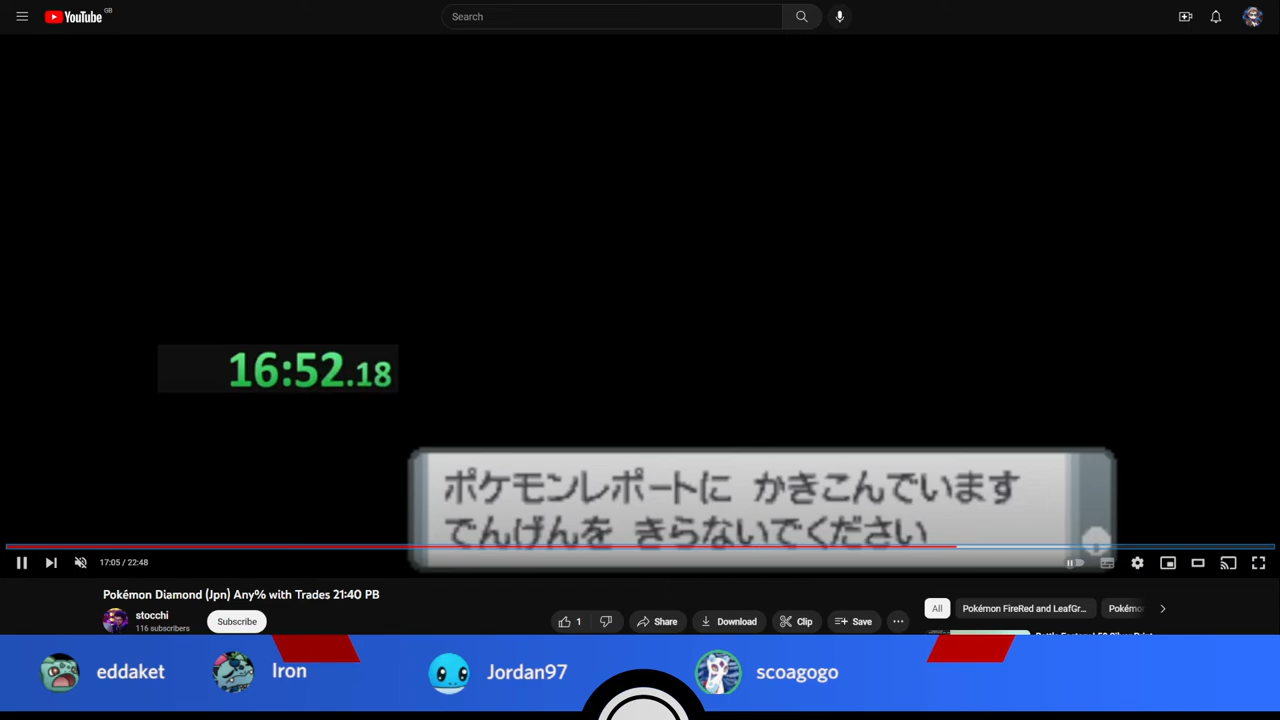 YouTube GB
Search
16:52.18
ポケモンレポートに かきこんでいます
でんげんを きらないでください
17:05 / 22:48
Pokémon Diamond (Jpn) Any% with Trades 21:40 PB
stocchi
116 subscribers
Subscribe
1
Share
Download
Clip
Save
All
Pokémon FireRed and LeafGr...
Pokémo
eddaket
Iron
Jordan97
scoagogo